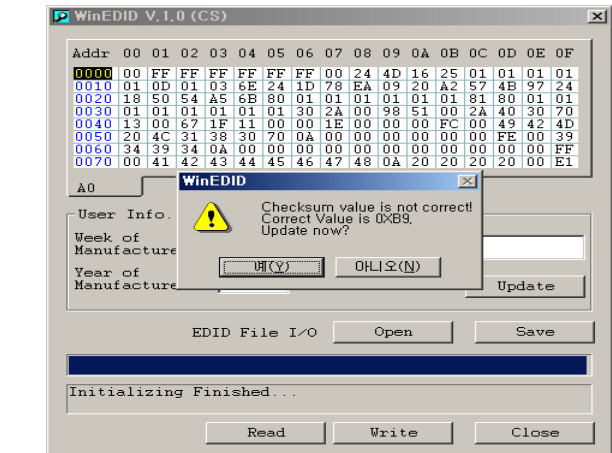 WinEDID V.1.0 (CS)
Addr 00 01 02 03 04 05 06 07 08 09 0A 0B 0C 0D 0E 0F
0000 00 FF FF FF FF FF FF 00 24 4D 16 25 01 01 01 01
0010 01 0D 01 03 6E 24 1D 78 EA 09 20 A2 57 4B 97 24
0020 18 50 54 A5 6B 80 01 01 01 01 01 01 81 80 01 01
0030 01 01 01 01 01 01 30 2A 00 98 51 00 2A 40 30 70
0040 13 00 67 1F 11 00 00 1E 00 00 00 FC 00 49 42 4D
0050 20 4C 31 38 30 70 0A 00 00 00 00 00 00 FE 00 39
0060 34 39 34 0A 00 00 00 00 00 00 00 00 00 00 00 FF
0070 00 41 42 43 44 45 46 47 48 0A 20 20 20 20 00 E1
A0
WinEDID
Checksum value is not correct!
Correct Value is 0XB9,
Update now?
예(Y)
아니오(N)
User Info.
Week of
Manufacture
Year of
Manufacture
Update
EDID File I/O
Open
Save
Initializing Finished...
Read
Write
Close